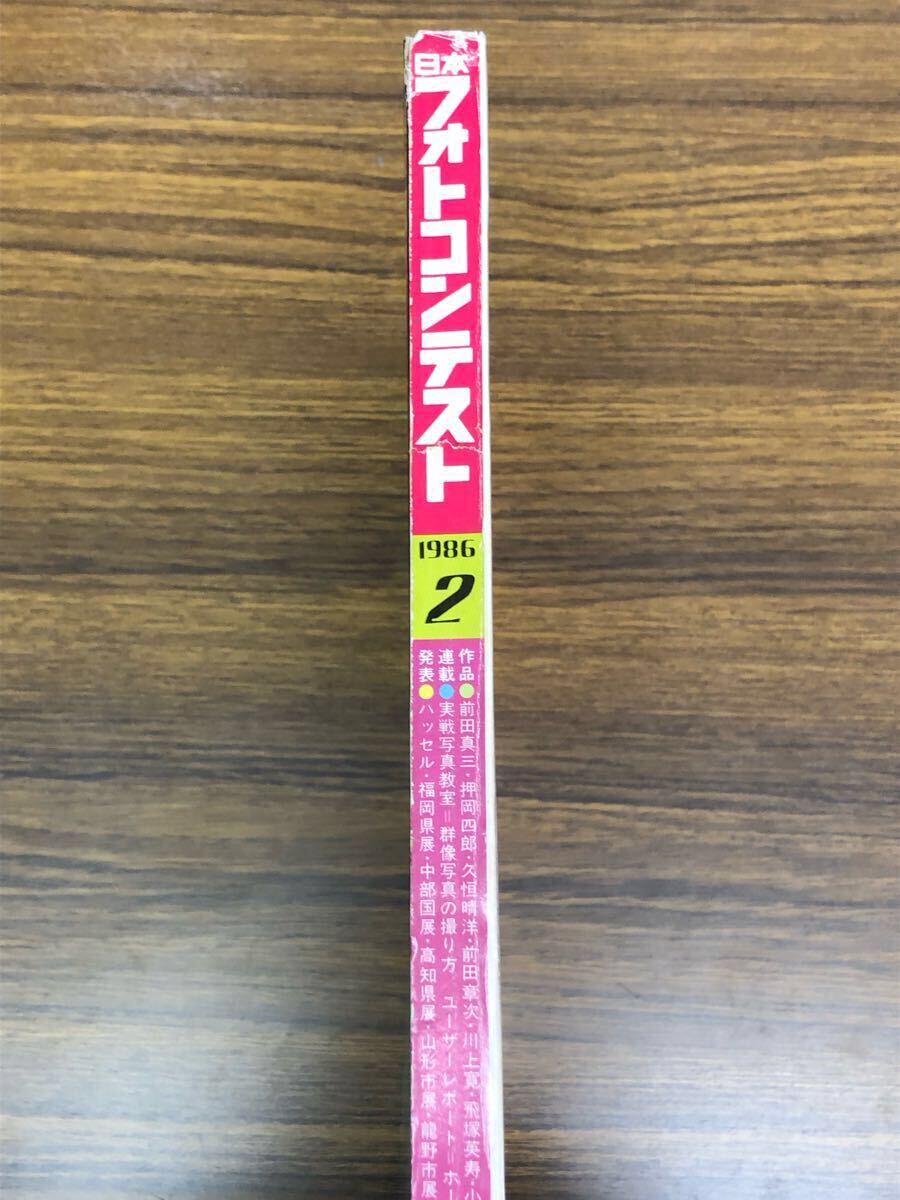 日本
フォトコンテスト
1986
2
作品●前田真三・押岡四郎・久恒晴洋・前田章次・川上寛・飛塚英寿・小
連載●実戦写真教室＝群像写真の撮り方 ユーザーレポート＝ホー
発表●ハッセル・福岡県展・中部国展・高知県展・山形市展・龍野市展